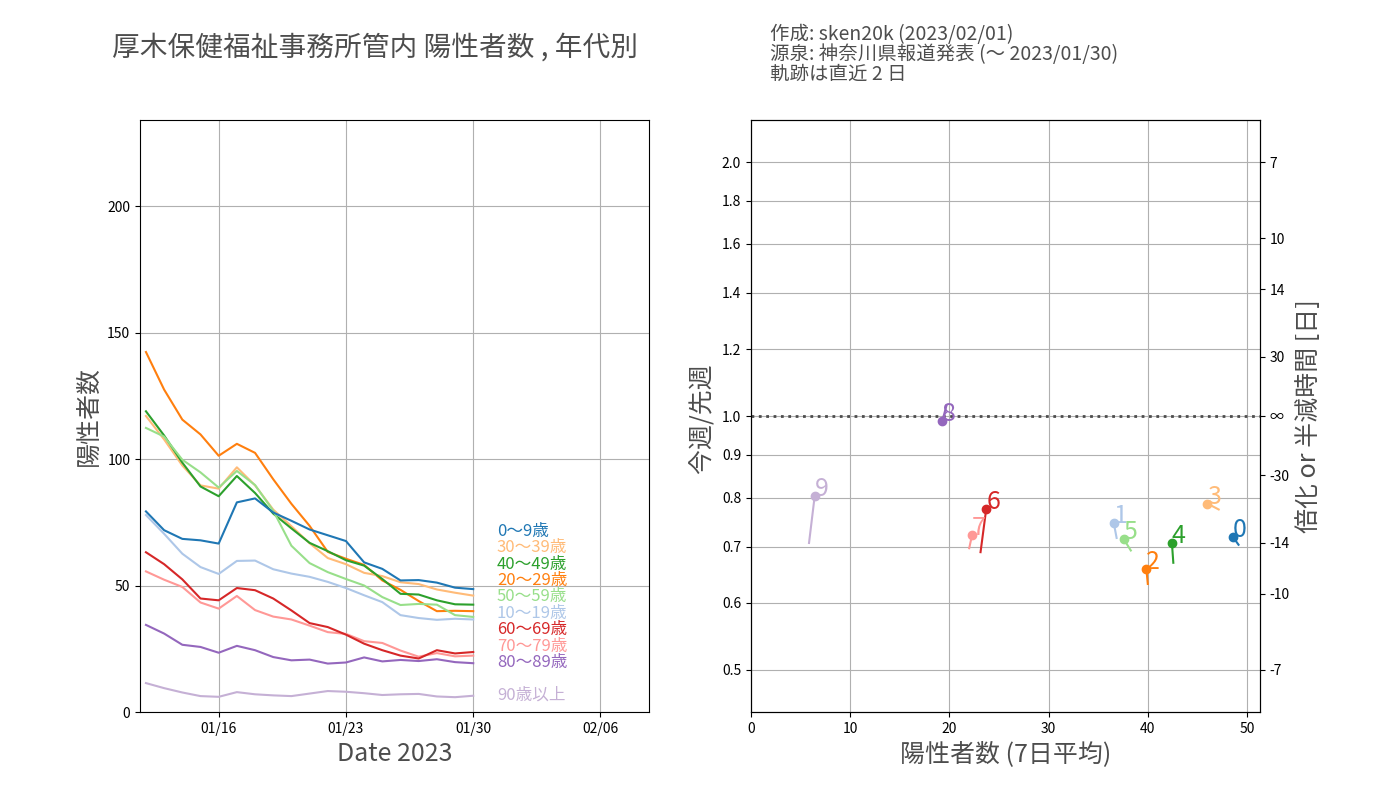 厚木保健福祉事務所管内 陽性者数 , 年代別
作成: sken20k (2023/02/01)
源泉: 神奈川県報道発表 (〜 2023/01/30)
軌跡は直近 2 日
陽性者数
200
150
100
50
0
01/16
01/23
01/30
02/06
Date 2023
0〜9歳
30〜39歳
40〜49歳
20〜29歳
50〜59歳
10〜19歳
60〜69歳
70〜79歳
80〜89歳
90歳以上
今週/先週
2.0
1.8
1.6
1.4
1.2
1.0
0.9
0.8
0.7
0.6
0.5
8
9
6
3
1
7
5
4
0
2
7
10
14
30
∞
-30
-14
-10
-7
倍化 or 半減時間 [日]
0
10
20
30
40
50
陽性者数 (7日平均)